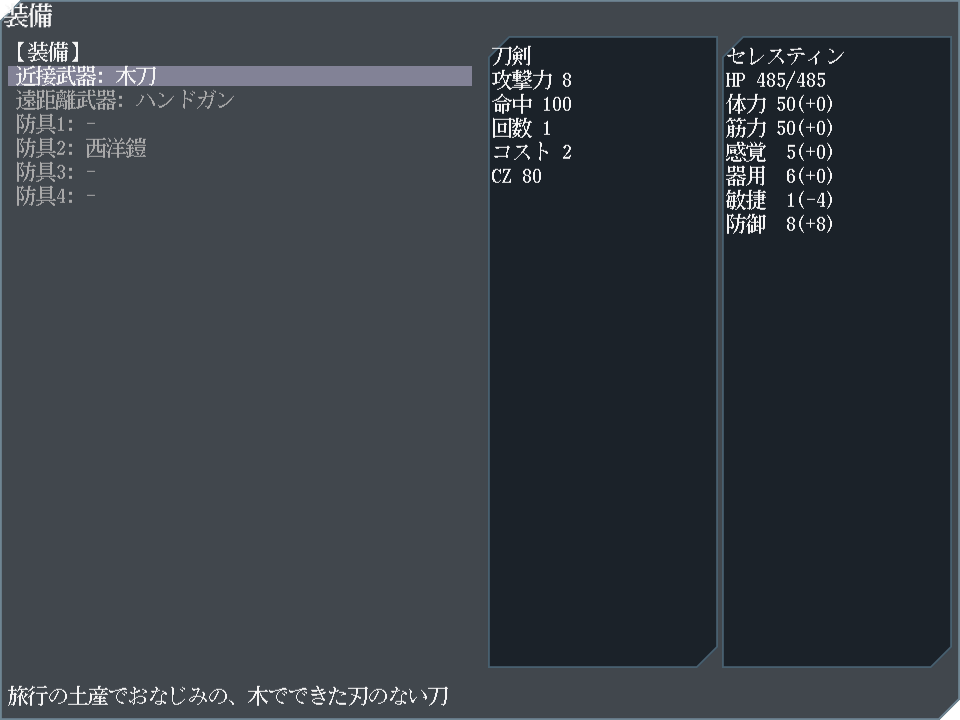 装備
【装備】
近接武器: 木刀
遠距離武器: ハンドガン
防具1: -
防具2: 西洋鎧
防具3: -
防具4: -
刀剣
攻撃力 8
命中 100
回数 1
コスト 2
CZ 80
セレスティン
HP 485/485
体力 50(+0)
筋力 50(+0)
感覚 5(+0)
器用 6(+0)
敏捷 1(-4)
防御 8(+8)
旅行の土産でおなじみの、木でできた刃のない刀